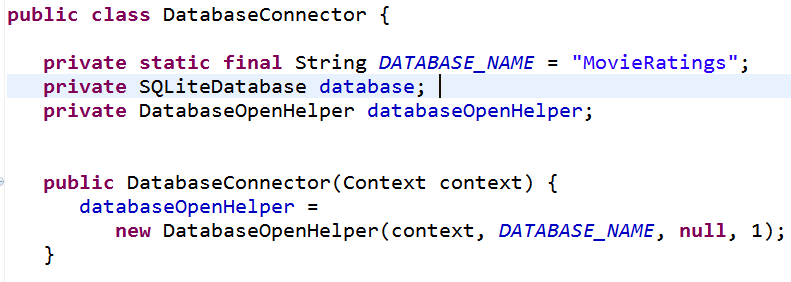 public class DatabaseConnector {
private static final String DATABASE_NAME = "MovieRatings";
private SQLiteDatabase database;
private DatabaseOpenHelper databaseOpenHelper;
public DatabaseConnector(Context context) {
databaseOpenHelper =
new DatabaseOpenHelper(context, DATABASE_NAME, null, 1);
}